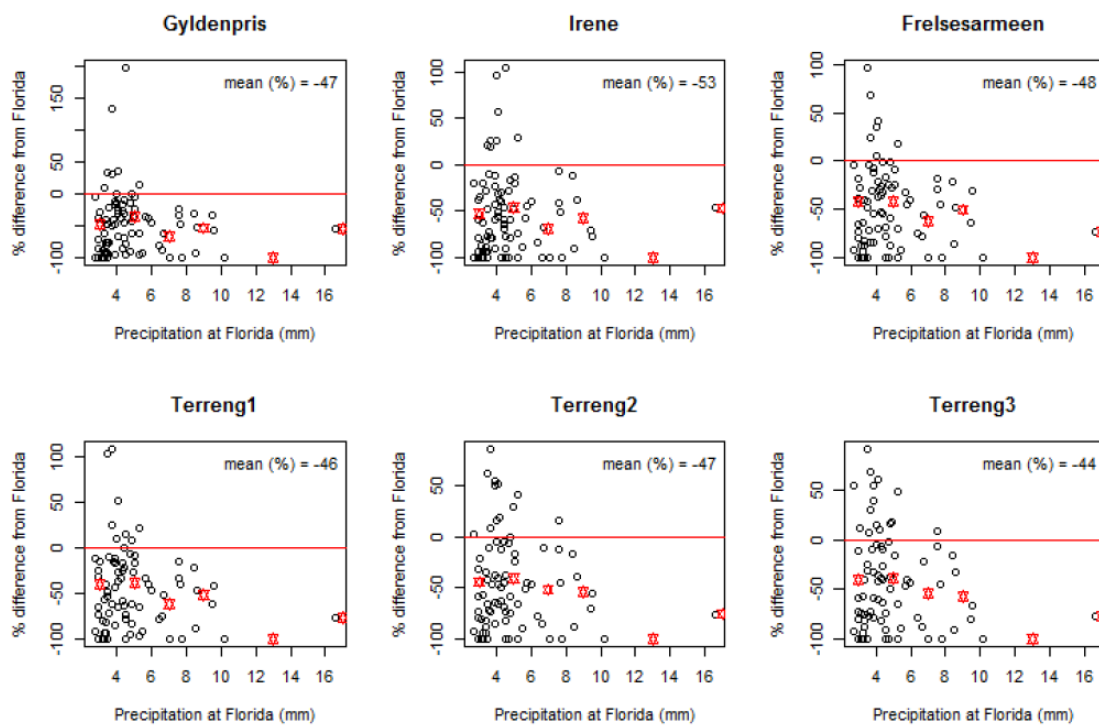 Gyldenpris
Irene
Frelsesarmeen
% difference from Florida
150
50
0
-100
mean (%) = -47
4 6 8 10 12 14 16
Precipitation at Florida (mm)
% difference from Florida
100
50
0
-50
-100
mean (%) = -53
4 6 8 10 12 14 16
Precipitation at Florida (mm)
% difference from Florida
100
50
0
-50
-100
mean (%) = -48
4 6 8 10 12 14 16
Precipitation at Florida (mm)
Terreng1
Terreng2
Terreng3
% difference from Florida
100
50
0
-50
-100
mean (%) = -46
4 6 8 10 12 14 16
Precipitation at Florida (mm)
% difference from Florida
50
0
-50
-100
mean (%) = -47
4 6 8 10 12 14 16
Precipitation at Florida (mm)
% difference from Florida
50
0
-50
-100
mean (%) = -44
4 6 8 10 12 14 16
Precipitation at Florida (mm)